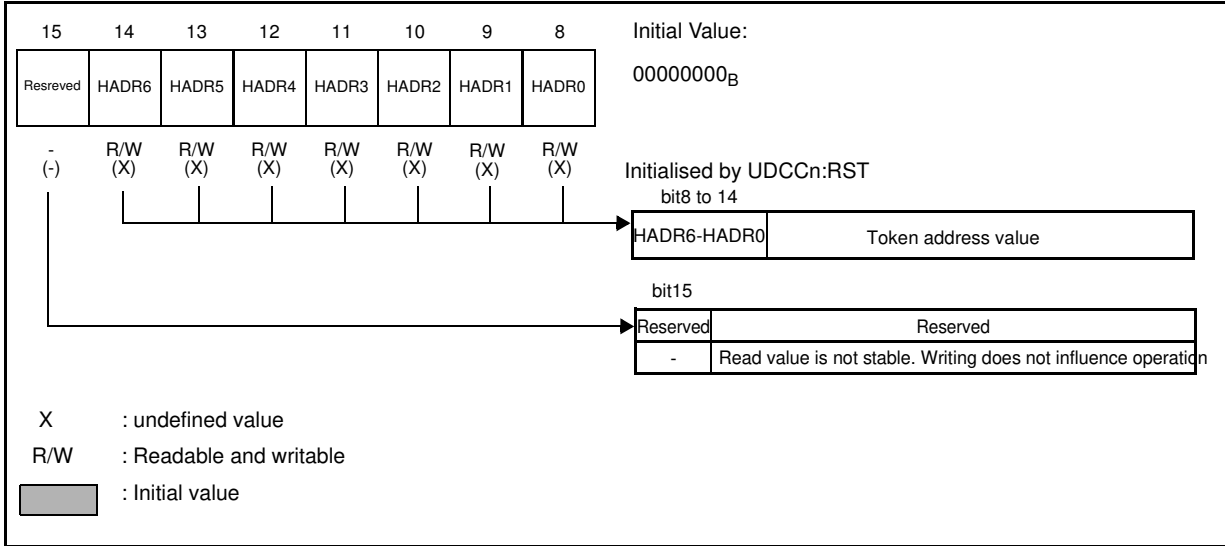 15 14 13 12 11 10 9 8
Initial Value:
Resreved HADR6 HADR5 HADR4 HADR3 HADR2 HADR1 HADR0
00000000B
- R/W R/W R/W R/W R/W R/W R/W
(-) (X) (X) (X) (X) (X) (X) (X)
Initialised by UDCCn:RST
bit8 to 14
HADR6-HADR0 Token address value
bit15
Reserved Reserved
- Read value is not stable. Writing does not influence operation
X : undefined value
R/W : Readable and writable
: Initial value